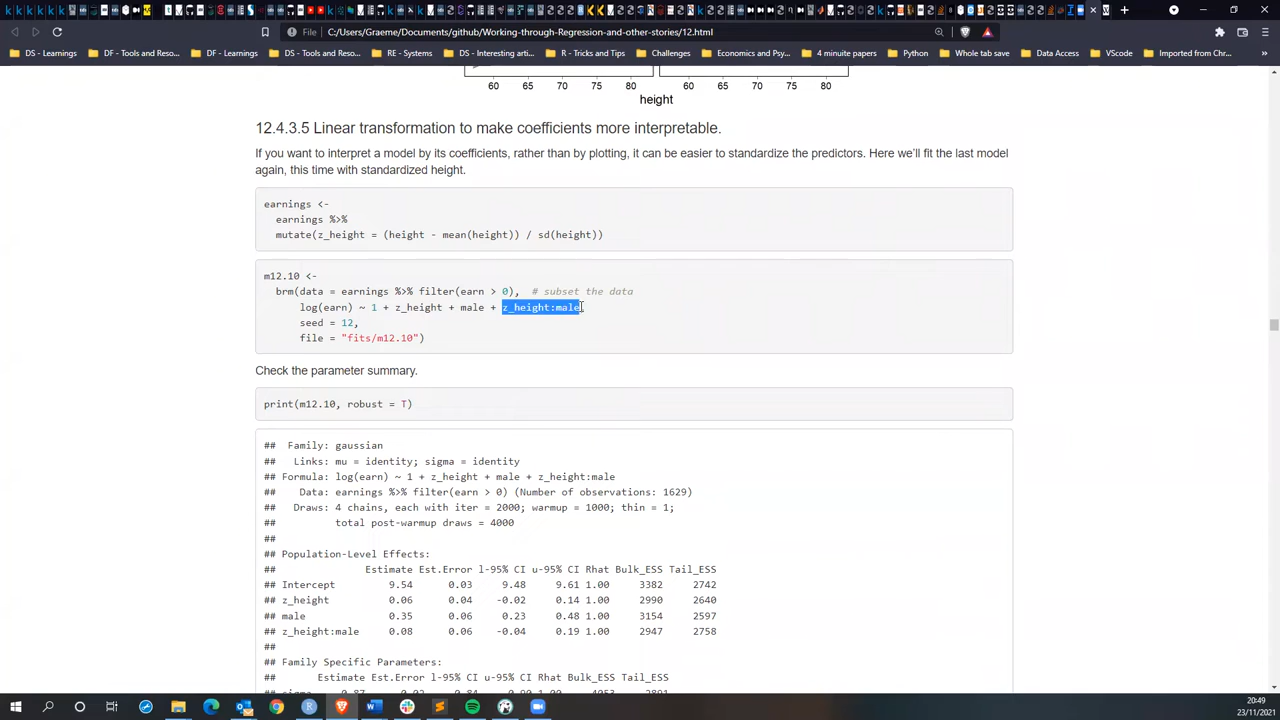 C:/Users/Graeme/Documents/github/Working-through-Regression-and-other-stories/12.html
DS - Learnings
DF - Tools and Reso...
DF - Learnings
DS - Tools and Reso...
RE - Systems
DS - Interesting artic...
R - Tricks and Tips
Challenges
Economics and Psy...
4 minuite papers
Python
Whole tab save
Data Access
VScode
Imported from Chr...
60 65 70 75 80 60 65 70 75 80
height
12.4.3.5 Linear transformation to make coefficients more interpretable.
If you want to interpret a model by its coefficients, rather than by plotting, it can be easier to standardize the predictors. Here we’ll fit the last model
again, this time with standardized height.
earnings <-
earnings %>%
mutate(z_height = (height - mean(height)) / sd(height))
m12.10 <-
brm(data = earnings %>% filter(earn > 0),  # subset the data
log(earn) ~ 1 + z_height + male + z_height:male,
seed = 12,
file = "fits/m12.10")
Check the parameter summary.
print(m12.10, robust = T)
## Family: gaussian
## Links: mu = identity; sigma = identity
## Formula: log(earn) ~ 1 + z_height + male + z_height:male
## Data: earnings %>% filter(earn > 0) (Number of observations: 1629)
## Draws: 4 chains, each with iter = 2000; warmup = 1000; thin = 1;
## total post-warmup draws = 4000
##
## Population-Level Effects:
## Estimate Est.Error l-95% CI u-95% CI Rhat Bulk_ESS Tail_ESS
## Intercept 9.54 0.03 9.48 9.61 1.00 3382 2742
## z_height 0.06 0.04 -0.02 0.14 1.00 2990 2640
## male 0.35 0.06 0.23 0.48 1.00 3154 2597
## z_height:male 0.08 0.06 -0.04 0.19 1.00 2947 2758
##
## Family Specific Parameters:
## Estimate Est.Error l-95% CI u-95% CI Rhat Bulk_ESS Tail_ESS
20:49
23/11/2021